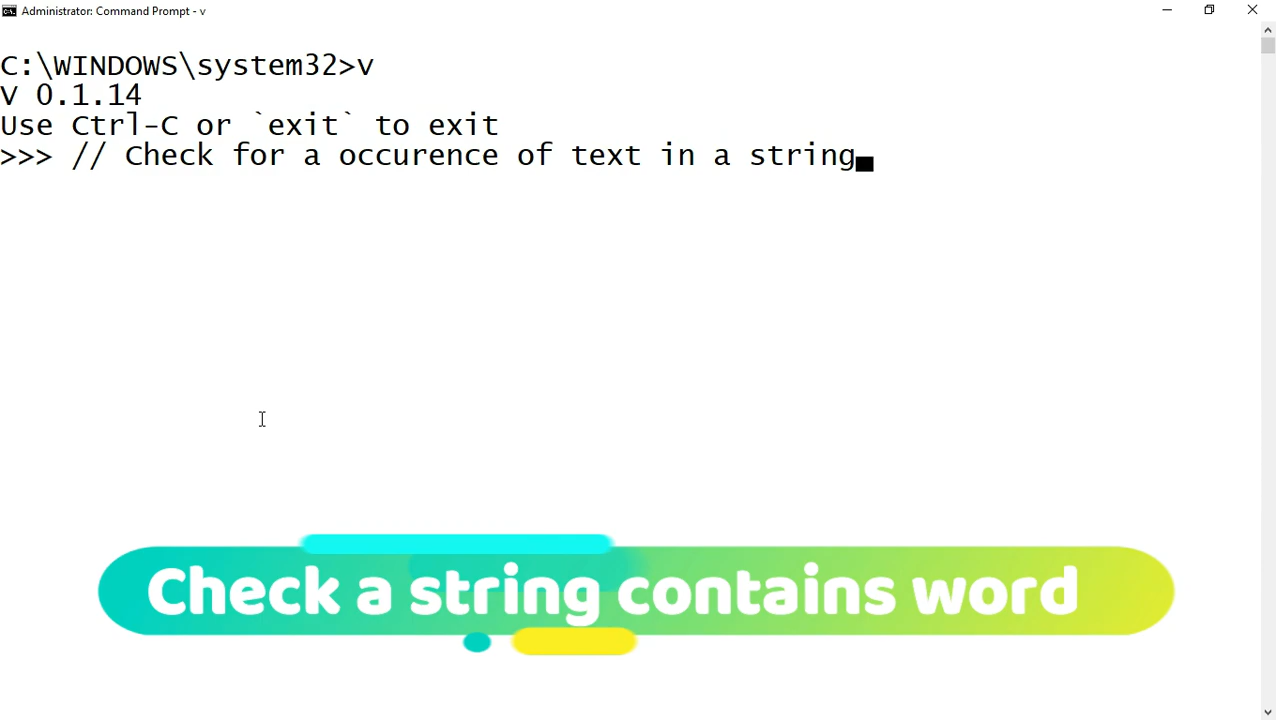 Administrator: Command Prompt - v
C:\WINDOWS\system32>v
V 0.1.14
Use Ctrl-C or `exit` to exit
>>> // Check for a occurence of text in a string
Check a string contains word